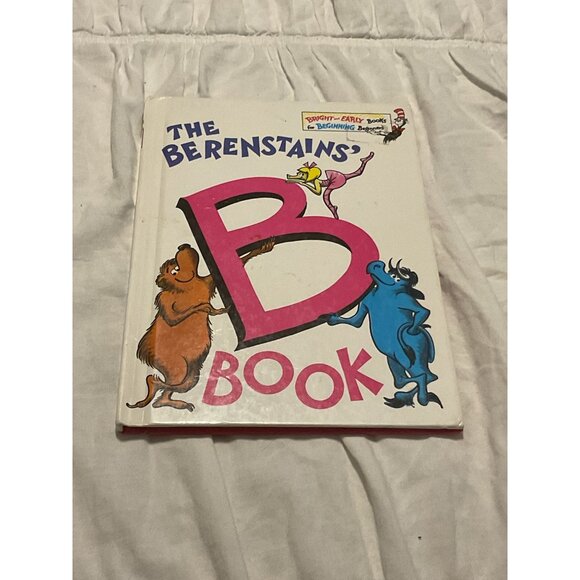 BRIGHT and EARLY BOOKS
for BEGINNING Beginners
THE
BERENSTAINS'
B
BOOK